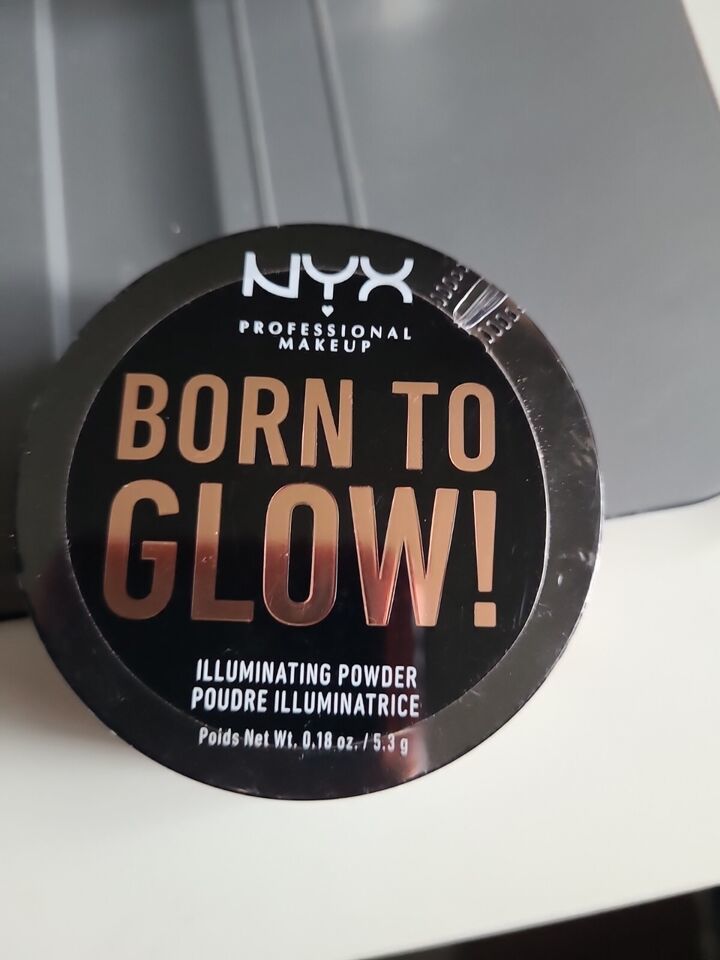 NYX
PROFESSIONAL
MAKEUP
BORN TO
GLOW!
ILLUMINATING POWDER
POUDRE ILLUMINATRICE
Poids Net Wt. 0.18 oz. / 5.3 g